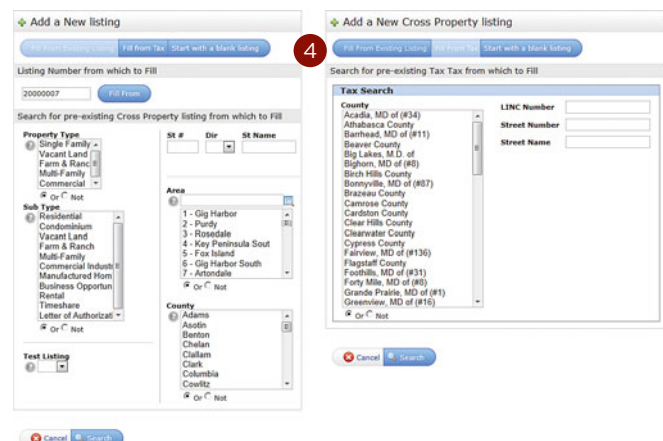 Add a New listing
Fill From Existing Listing Fill from Tax Start with a blank listing
Listing Number from which to Fill
20000007 Fill From
Search for pre-existing Cross Property listing from which to Fill
Property Type
Single Family
Vacant Land
Farm & Ranc
Multi-Family
Commercial
Or Not
Sub Type
Residential
Condominium
Vacant Land
Farm & Ranch
Multi-Family
Commercial Industr
Manufactured Hom
Business Opportun
Rental
Timeshare
Letter of Authorizati
Or Not
Test Listing
St # Dir St Name
Area
1 - Gig Harbor
2 - Purdy
3 - Rosedale
4 - Key Peninsula Sout
5 - Fox Island
6 - Gig Harbor South
7 - Artondale
Or Not
County
Adams
Asotin
Benton
Chelan
Clallam
Clark
Columbia
Cowlitz
Or Not
Cancel Search
4
Add a New Cross Property listing
Fill From Existing Listing Fill from Tax Start with a blank listing
Search for pre-existing Tax Tax from which to Fill
Tax Search
County
Acadia, MD of (#34)
Athabasca County
Barrhead, MD of (#11)
Beaver County
Big Lakes, M.D. of
Bighorn, MD of (#8)
Birch Hills County
Bonnyville, MD of (#87)
Brazeau County
Camrose County
Cardston County
Clear Hills County
Clearwater County
Cypress County
Fairview, MD of (#136)
Flagstaff County
Foothills, MD of (#31)
Forty Mile, MD of (#8)
Grande Prairie, MD of (#1)
Greenview, MD of (#16)
Or Not
LINC Number
Street Number
Street Name
Cancel Search